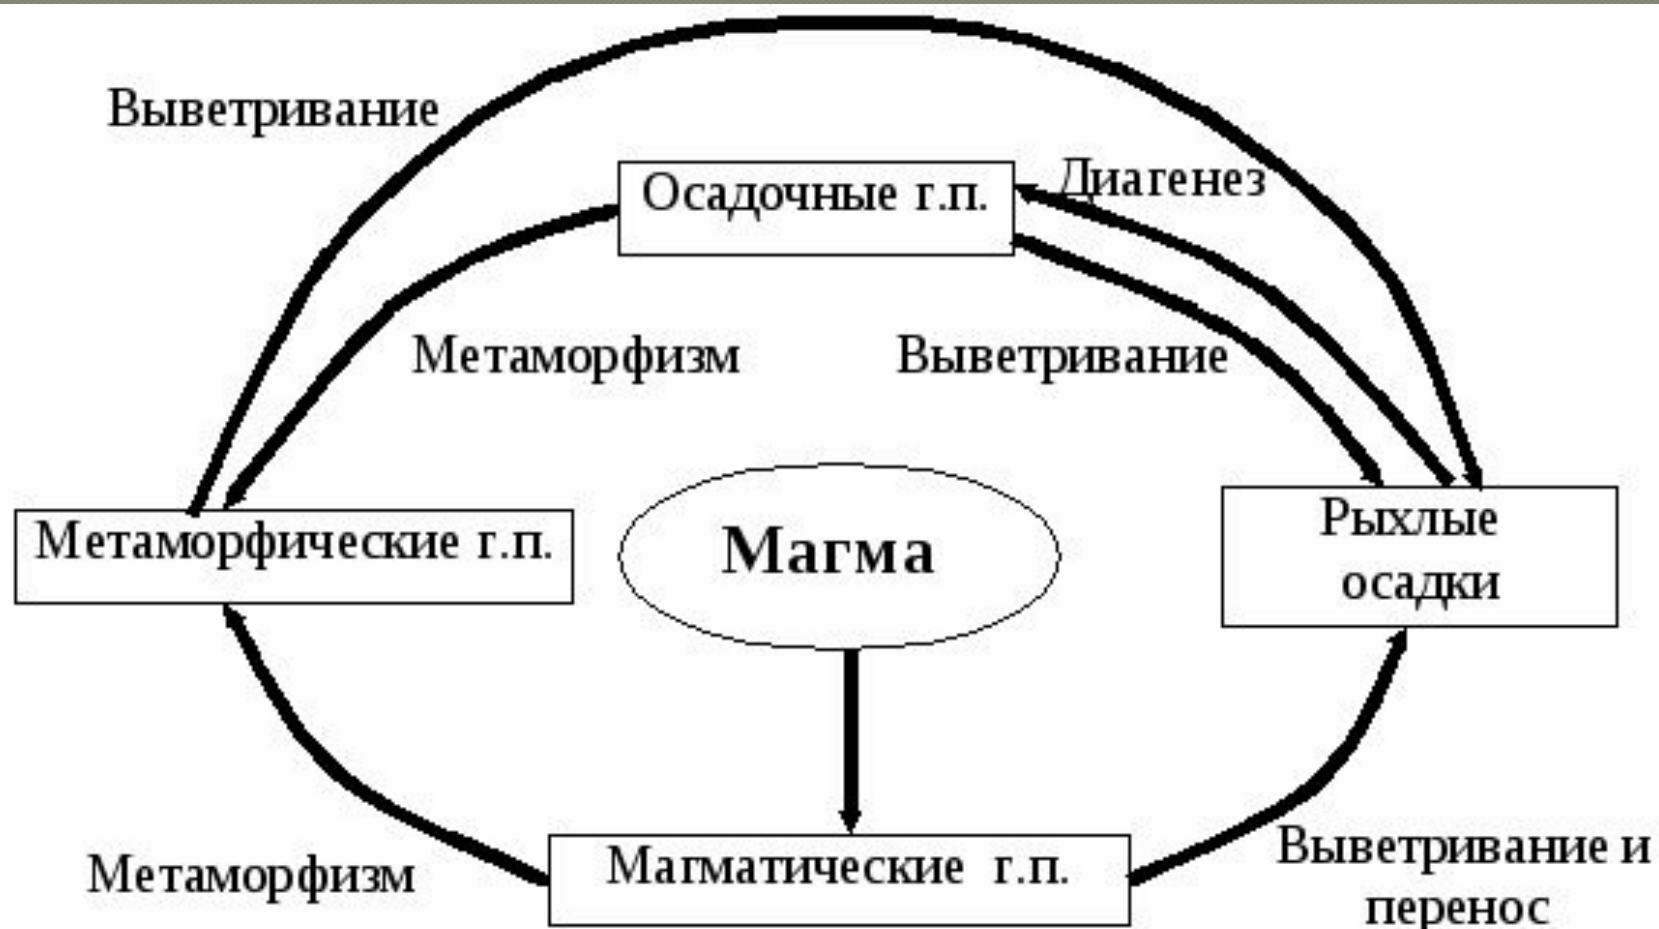 Выветривание
Осадочные г.п.
Диагенез
Метаморфизм
Выветривание
Метаморфические г.п.
Магма
Рыхлые
осадки
Метаморфизм
Магматические г.п.
Выветривание и
перенос